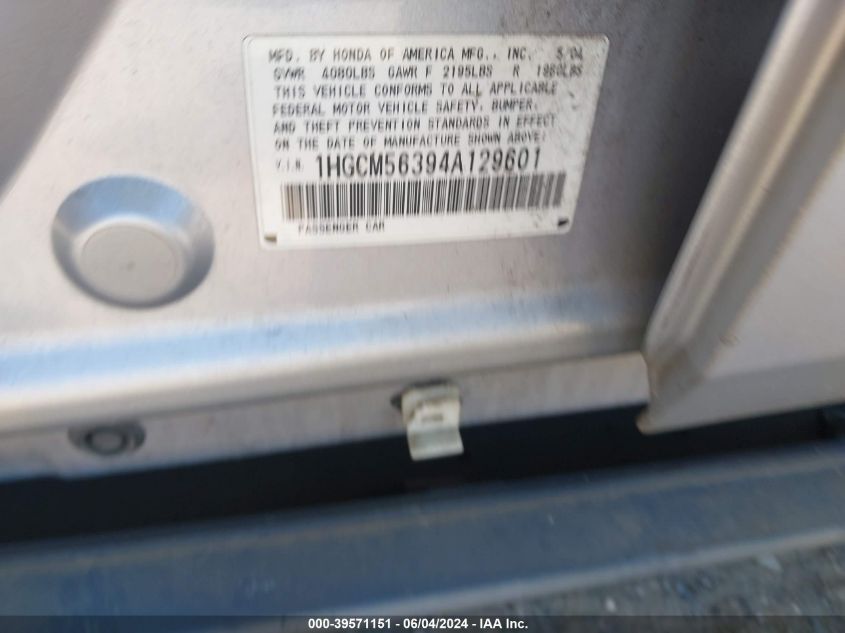 MFD. BY HONDA OF AMERICA MFG., INC. 5/04
GVWR 4080LBS GAWR F 2195LBS R 1980LBS
THIS VEHICLE CONFORMS TO ALL APPLICABLE
FEDERAL MOTOR VEHICLE SAFETY, BUMPER,
AND THEFT PREVENTION STANDARDS IN EFFECT
ON THE DATE OF MANUFACTURE SHOWN ABOVE:
V.I.N. 1HGCM56394A129601
PASSENGER CAR
000-39571151 - 06/04/2024 - IAA Inc.